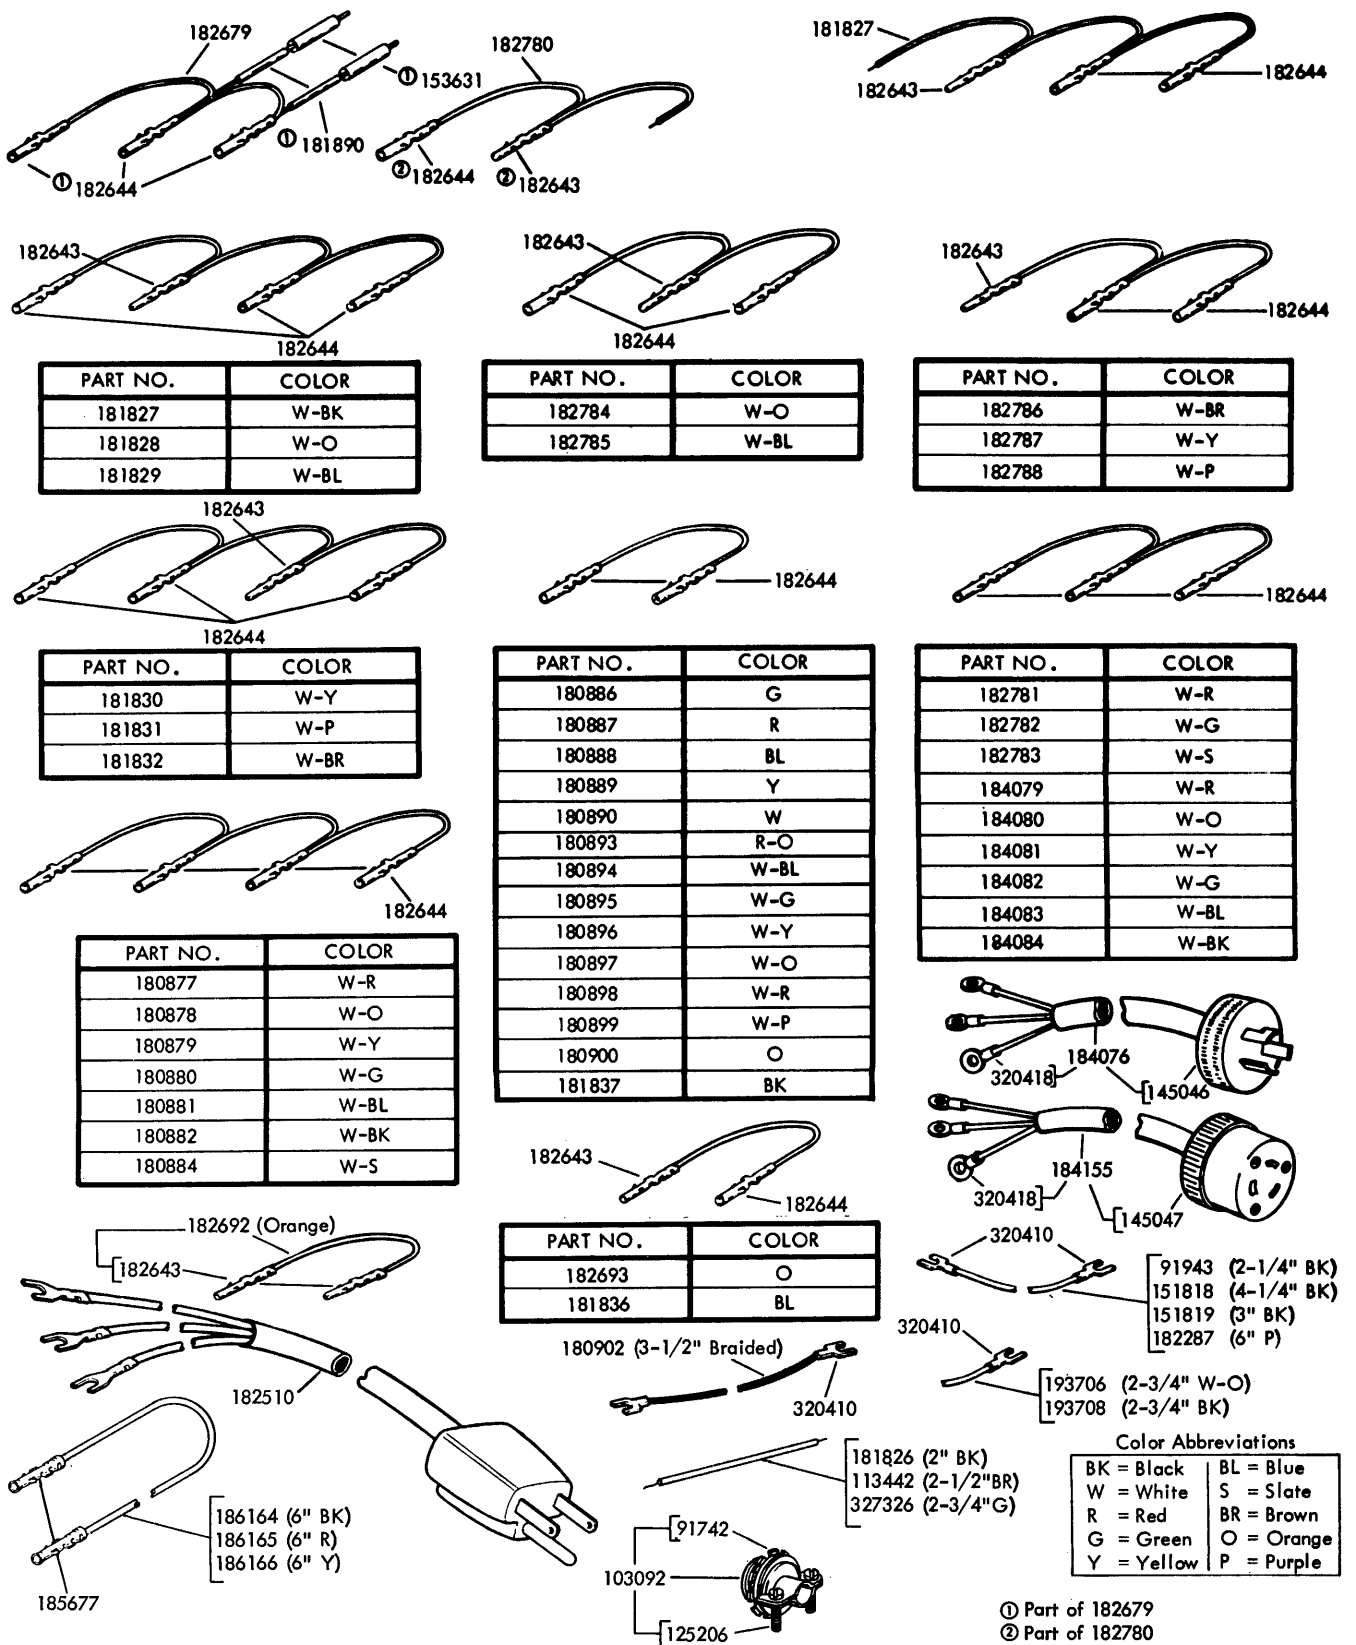 182679
① 153631
① 181890
① 182644
182780
② 182644
② 182643
181827
182643
182644
182643
182644
PART NO. COLOR
181827 W-BK
181828 W-O
181829 W-BL
182643
182644
PART NO. COLOR
182784 W-O
182785 W-BL
182643
182644
PART NO. COLOR
182786 W-BR
182787 W-Y
182788 W-P
182643
182644
PART NO. COLOR
181830 W-Y
181831 W-P
181832 W-BR
182644
PART NO. COLOR
180886 G
180887 R
180888 BL
180889 Y
180890 W
180893 R-O
180894 W-BL
180895 W-G
180896 W-Y
180897 W-O
180898 W-R
180899 W-P
180900 O
181837 BK
182644
PART NO. COLOR
182781 W-R
182782 W-G
182783 W-S
184079 W-R
184080 W-O
184081 W-Y
184082 W-G
184083 W-BL
184084 W-BK
182644
PART NO. COLOR
180877 W-R
180878 W-O
180879 W-Y
180880 W-G
180881 W-BL
180882 W-BK
180884 W-S
184076
320418
145046
184155
320418
145047
182643
182644
PART NO. COLOR
182693 O
181836 BL
182692 (Orange)
182643
182510
180902 (3-1/2" Braided)
320410
320410
91943 (2-1/4" BK)
151818 (4-1/4" BK)
151819 (3" BK)
182287 (6" P)
320410
193706 (2-3/4" W-O)
193708 (2-3/4" BK)
181826 (2" BK)
113442 (2-1/2"BR)
327326 (2-3/4"G)
186164 (6" BK)
186165 (6" R)
186166 (6" Y)
185677
91742
103092
125206
Color Abbreviations
BK = Black BL = Blue
W = White S = Slate
R = Red BR = Brown
G = Green O = Orange
Y = Yellow P = Purple
① Part of 182679
② Part of 182780